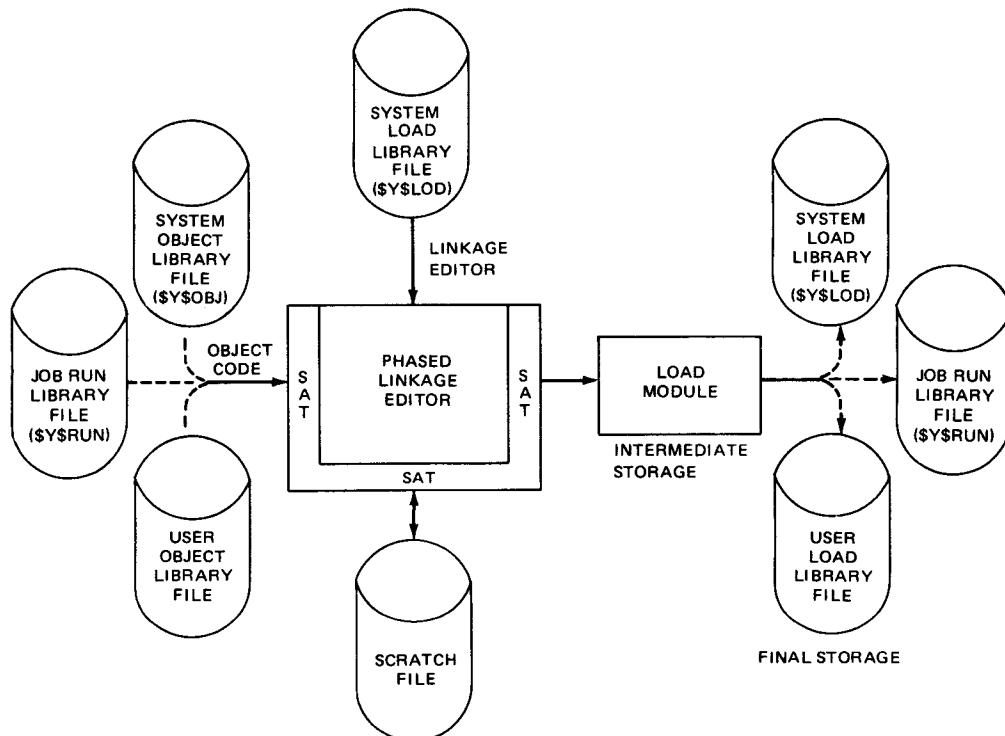 SYSTEM
LOAD
LIBRARY
FILE
($Y$LOD)
SYSTEM
OBJECT
LIBRARY
FILE
($Y$OBJ)
JOB RUN
LIBRARY
FILE
($Y$RUN)
USER
OBJECT
LIBRARY
FILE
OBJECT
CODE
LINKAGE
EDITOR
SAT
PHASED
LINKAGE
EDITOR
SAT
SAT
SCRATCH
FILE
LOAD
MODULE
INTERMEDIATE
STORAGE
SYSTEM
LOAD
LIBRARY
FILE
($Y$LOD)
JOB RUN
LIBRARY
FILE
($Y$RUN)
USER
LOAD
LIBRARY
FILE
FINAL STORAGE